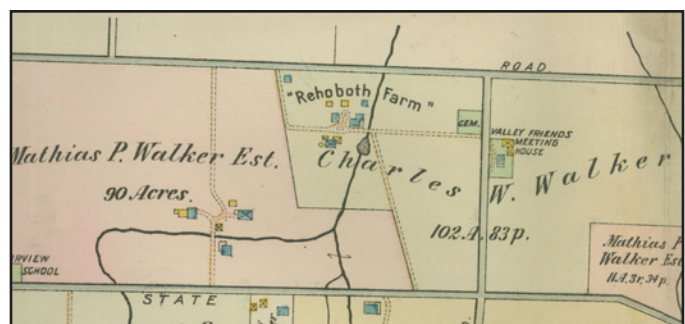 ROAD.
"Rehoboth Farm"
CEM.
VALLEY FRIENDS
MEETING
HOUSE
Mathias P. Walker Est.
90 Acres.
Charles W. Walker
102 A. 83 p.
Mathias P
Walker Est
11 A. 3 r. 34 p.
RVIEW
SCHOOL
STATE